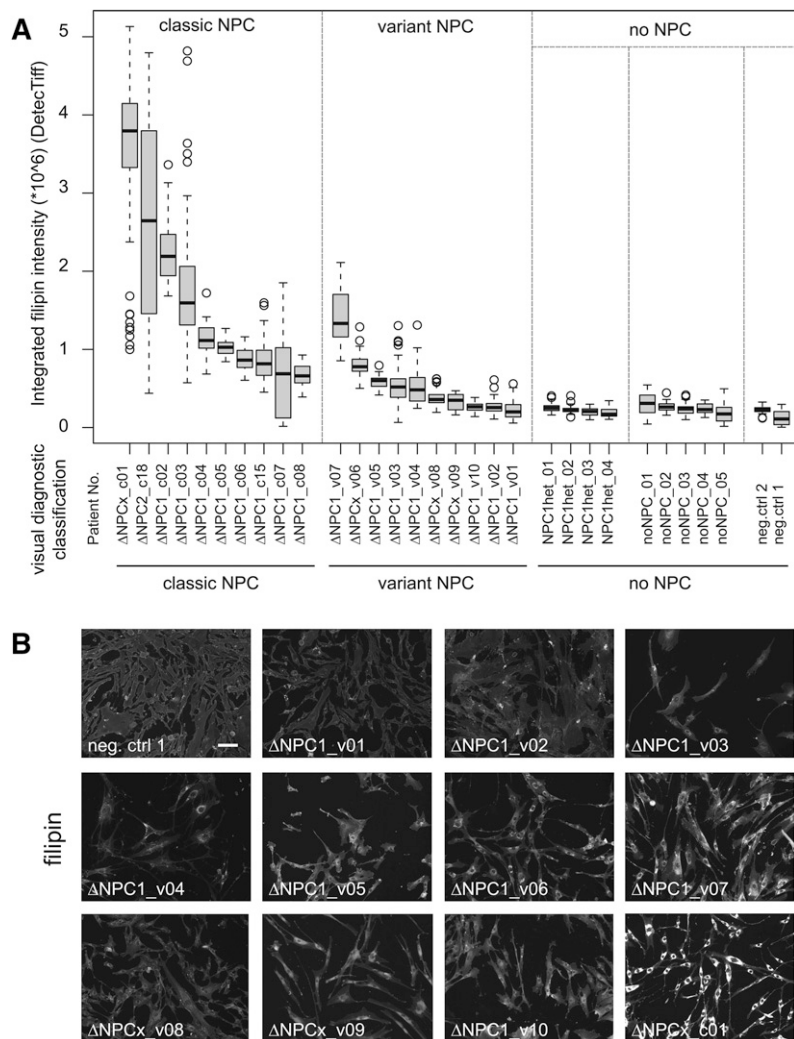 A
classic NPC
variant NPC
no NPC
Integrated filipin intensity (*10^6) (DetecTiff)
5
4
3
2
1
0
visual diagnostic
classification
Patient No.
ΔNPCx_c01
ΔNPC2_c18
ΔNPC1_c02
ΔNPC1_c03
ΔNPC1_c04
ΔNPC1_c05
ΔNPC1_c06
ΔNPC1_c15
ΔNPC1_c07
ΔNPC1_c08
ΔNPC1_v07
ΔNPCx_v06
ΔNPC1_v05
ΔNPC1_v03
ΔNPC1_v04
ΔNPCx_v08
ΔNPCx_v09
ΔNPC1_v10
ΔNPC1_v02
ΔNPC1_v01
NPC1het_01
NPC1het_02
NPC1het_03
NPC1het_04
noNPC_01
noNPC_02
noNPC_03
noNPC_04
noNPC_05
neg.ctrl 2
neg.ctrl 1
classic NPC
variant NPC
no NPC
B
filipin
neg. ctrl 1
ΔNPC1_v01
ΔNPC1_v02
ΔNPC1_v03
ΔNPC1_v04
ΔNPC1_v05
ΔNPC1_v06
ΔNPC1_v07
ΔNPCx_v08
ΔNPCx_v09
ΔNPC1_v10
ΔNPCx_c01